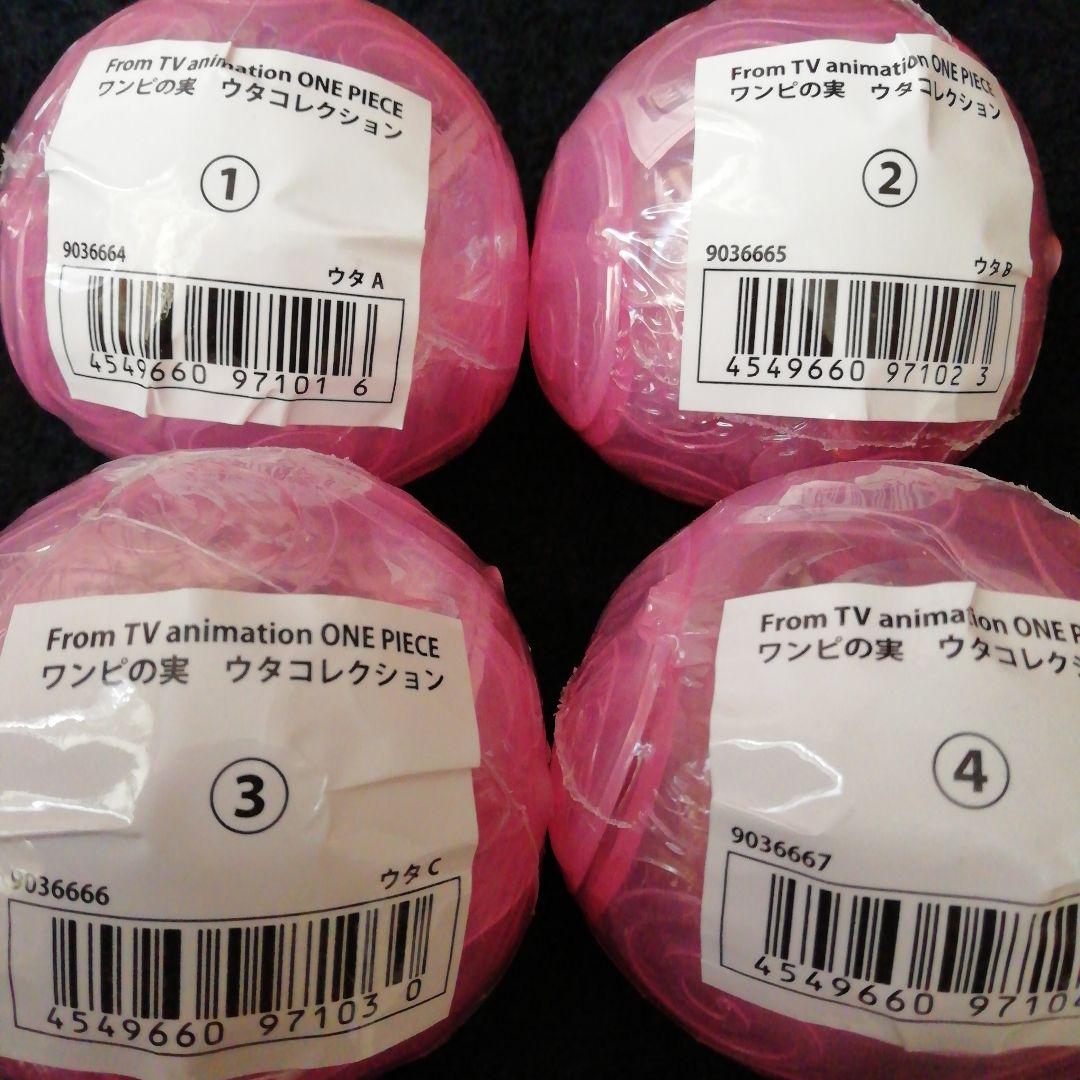 From TV animation ONE PIECE
ワンピの実 ウタコレクション
①
9036664
ウタ A
4549660 97101 6
From TV animation ONE PIECE
ワンピの実 ウタコレクション
②
9036665
ウタ B
4549660 97102 3
From TV animation ONE PIECE
ワンピの実 ウタコレクション
③
9036666
ウタ C
4549660 97103 0
From TV animation ONE P
ワンピの実 ウタコレク
④
9036667
4549660 9710